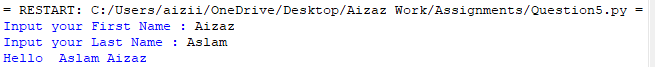 = RESTART: C:/Users/aizii/OneDrive/Desktop/Aizaz Work/Assignments/Question5.py =
Input your First Name : Aizaz
Input your Last Name : Aslam
Hello  Aslam Aizaz